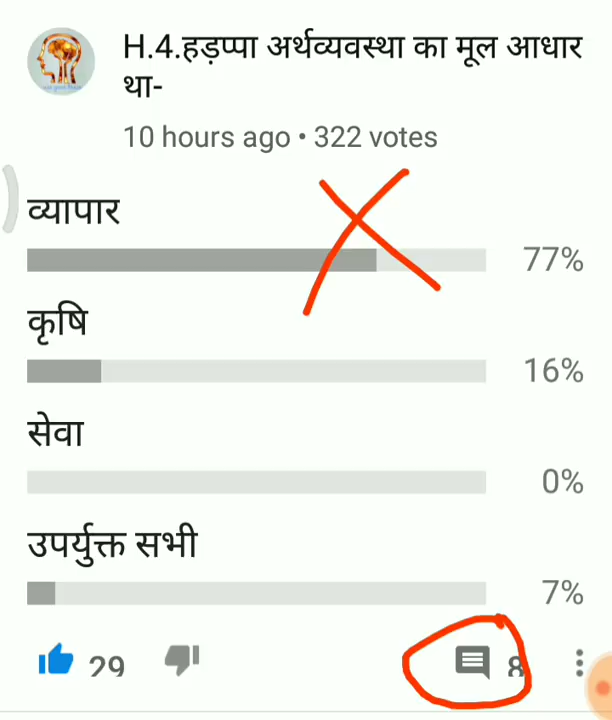 H.4.हड़प्पा अर्थव्यवस्था का मूल आधार
था-
10 hours ago • 322 votes
व्यापार
77%
कृषि
16%
सेवा
0%
उपर्युक्त सभी
7%
29
8